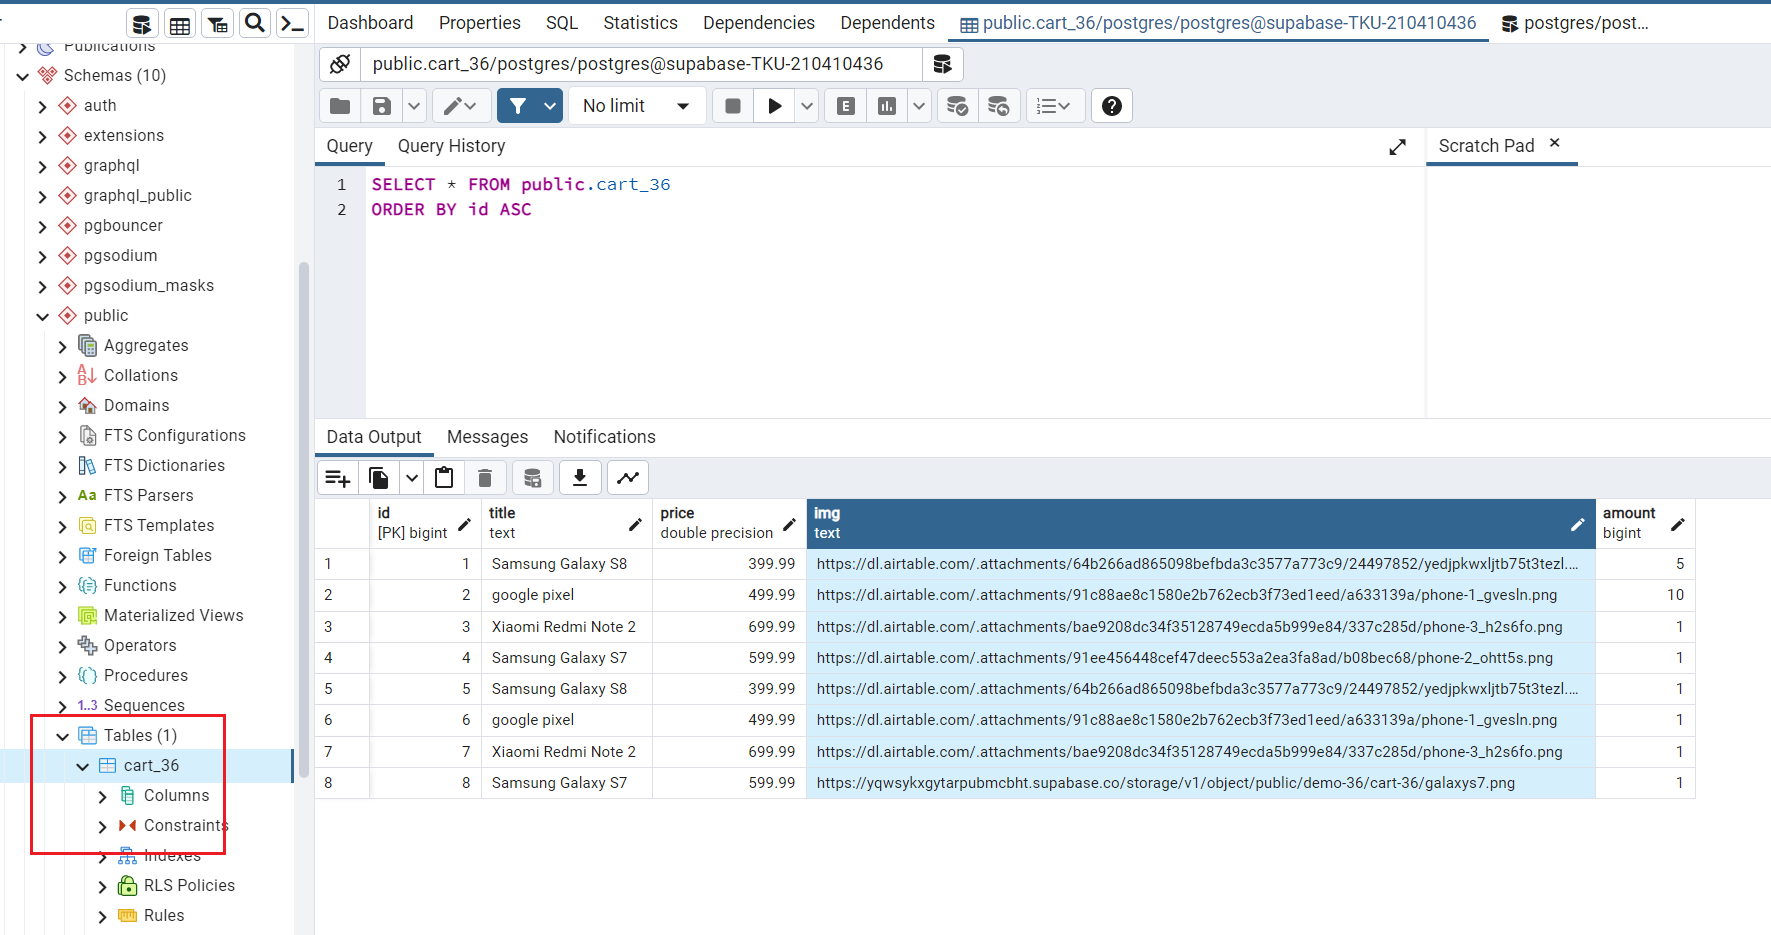 Dashboard Properties SQL Statistics Dependencies Dependents public.cart_36/postgres/postgres@supabase-TKU-210410436 postgres/post...
public.cart_36/postgres/postgres@supabase-TKU-210410436
No limit E
Query Query History Scratch Pad
1 SELECT * FROM public.cart_36
2 ORDER BY id ASC
Publications
Schemas (10)
auth
extensions
graphql
graphql_public
pgbouncer
pgsodium
pgsodium_masks
public
Aggregates
Collations
Domains
FTS Configurations
FTS Dictionaries
Aa FTS Parsers
FTS Templates
Foreign Tables
Functions
Materialized Views
Operators
Procedures
1..3 Sequences
Tables (1)
cart_36
Columns
Constraints
Indexes
RLS Policies
Rules
Data Output Messages Notifications
id title price img amount
[PK] bigint text double precision text bigint
1 1 Samsung Galaxy S8 399.99 https://dl.airtable.com/.attachments/64b266ad865098befbda3c3577a773c9/24497852/yedjpkwxljtb75t3tezl.... 5
2 2 google pixel 499.99 https://dl.airtable.com/.attachments/91c88ae8c1580e2b762ecb3f73ed1eed/a633139a/phone-1_gvesln.png 10
3 3 Xiaomi Redmi Note 2 699.99 https://dl.airtable.com/.attachments/bae9208dc34f35128749ecda5b999e84/337c285d/phone-3_h2s6fo.png 1
4 4 Samsung Galaxy S7 599.99 https://dl.airtable.com/.attachments/91ee456448cef47deec553a2ea3fa8ad/b08bec68/phone-2_ohtt5s.png 1
5 5 Samsung Galaxy S8 399.99 https://dl.airtable.com/.attachments/64b266ad865098befbda3c3577a773c9/24497852/yedjpkwxljtb75t3tezl.... 1
6 6 google pixel 499.99 https://dl.airtable.com/.attachments/91c88ae8c1580e2b762ecb3f73ed1eed/a633139a/phone-1_gvesln.png 1
7 7 Xiaomi Redmi Note 2 699.99 https://dl.airtable.com/.attachments/bae9208dc34f35128749ecda5b999e84/337c285d/phone-3_h2s6fo.png 1
8 8 Samsung Galaxy S7 599.99 https://yqwsykxgytarpubmcbht.supabase.co/storage/v1/object/public/demo-36/cart-36/galaxys7.png 1